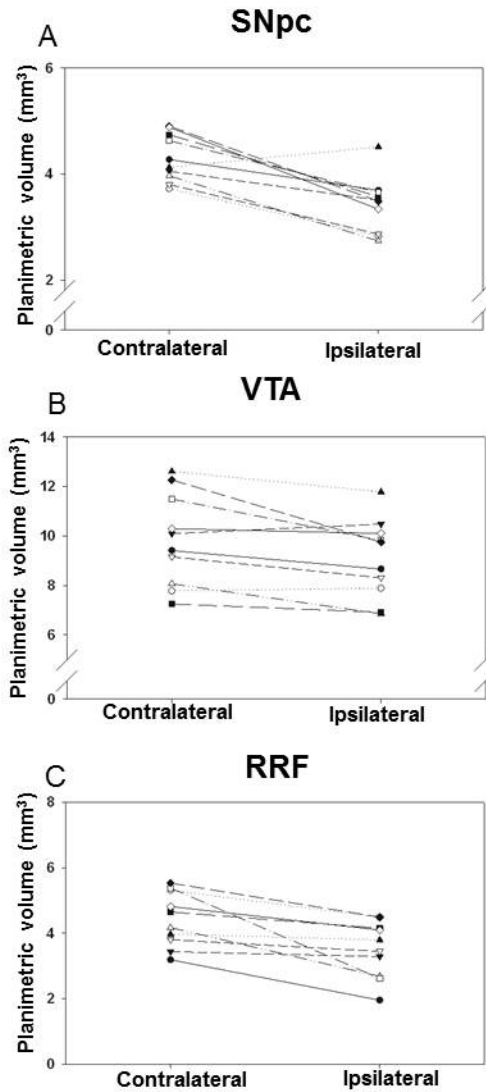 A
SNpc
Planimetric volume (mm³)
6
4
2
0
Contralateral Ipsilateral
VTA
B
Planimetric volume (mm³)
14
12
10
8
6
0
Contralateral Ipsilateral
C
RRF
Planimetric volume (mm³)
8
6
4
2
0
Contralateral Ipsilateral